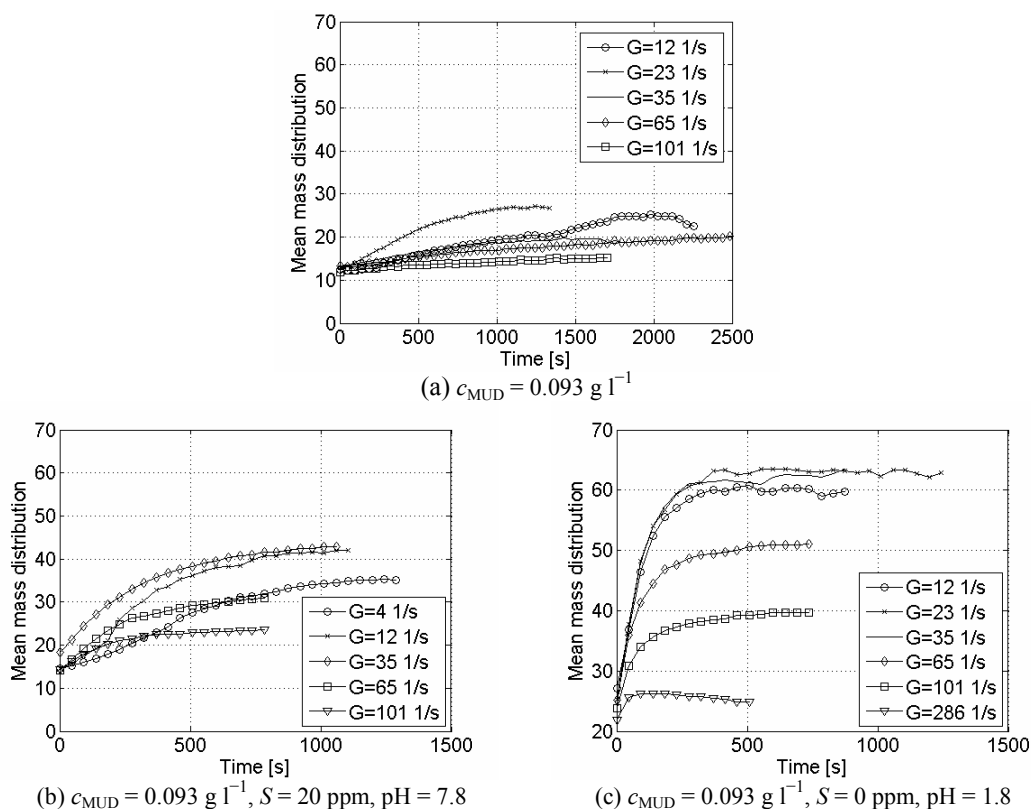 70
60
50
40
30
20
10
0
Mean mass distribution
G=12 1/s
G=23 1/s
G=35 1/s
G=65 1/s
G=101 1/s
0 500 1000 1500 2000 2500
Time [s]
(a) cMUD = 0.093 g l−1
70
60
50
40
30
20
10
0
Mean mass distribution
G=4 1/s
G=12 1/s
G=35 1/s
G=65 1/s
G=101 1/s
0 500 1000 1500
Time [s]
(b) cMUD = 0.093 g l−1, S = 20 ppm, pH = 7.8
70
60
50
40
30
20
Mean mass distribution
G=12 1/s
G=23 1/s
G=35 1/s
G=65 1/s
G=101 1/s
G=286 1/s
0 500 1000 1500
Time [s]
(c) cMUD = 0.093 g l−1, S = 0 ppm, pH = 1.8